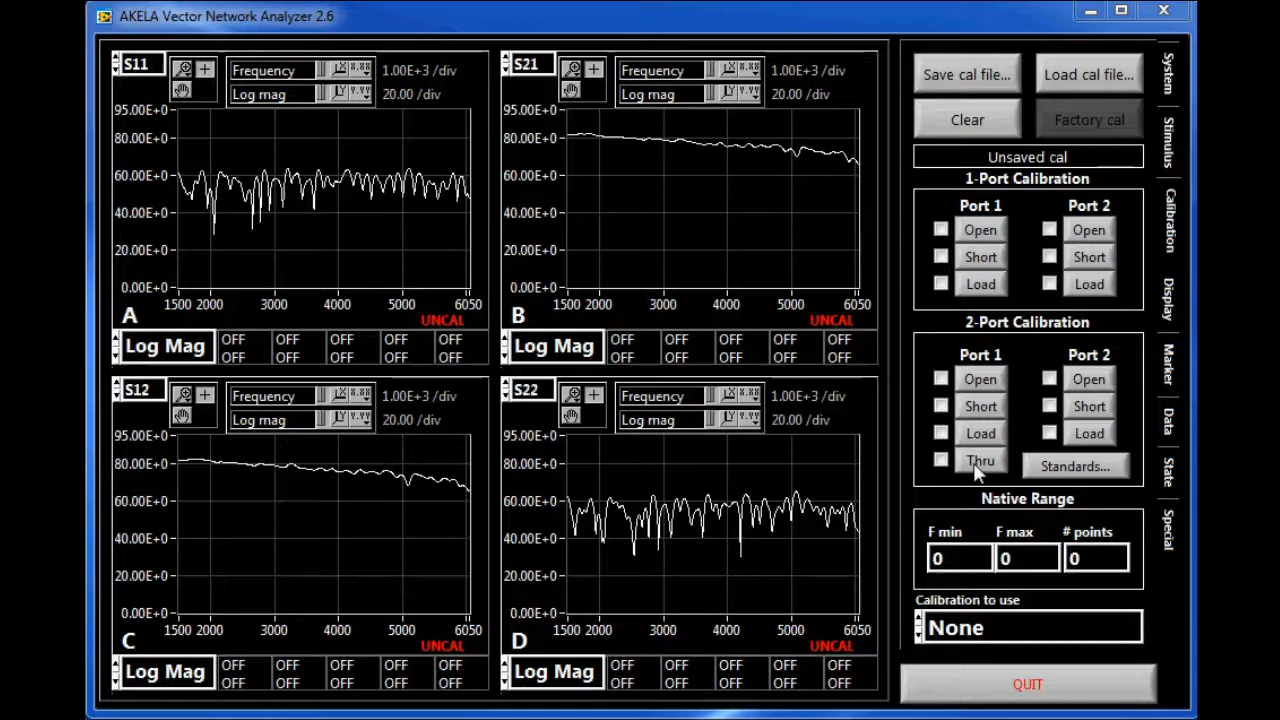 AKELA Vector Network Analyzer 2.6
S11
Frequency 1.00E+3 /div
Log mag 20.00 /div
95.00E+0
80.00E+0
60.00E+0
40.00E+0
20.00E+0
0.00E+0
1500 2000 3000 4000 5000 6050
A UNCAL
Log Mag
OFF OFF OFF OFF OFF
OFF OFF OFF OFF OFF
S21
Frequency 1.00E+3 /div
Log mag 20.00 /div
95.00E+0
80.00E+0
60.00E+0
40.00E+0
20.00E+0
0.00E+0
1500 2000 3000 4000 5000 6050
B UNCAL
Log Mag
OFF OFF OFF OFF OFF
OFF OFF OFF OFF OFF
S12
Frequency 1.00E+3 /div
Log mag 20.00 /div
95.00E+0
80.00E+0
60.00E+0
40.00E+0
20.00E+0
0.00E+0
1500 2000 3000 4000 5000 6050
C UNCAL
Log Mag
OFF OFF OFF OFF OFF
OFF OFF OFF OFF OFF
S22
Frequency 1.00E+3 /div
Log mag 20.00 /div
95.00E+0
80.00E+0
60.00E+0
40.00E+0
20.00E+0
0.00E+0
1500 2000 3000 4000 5000 6050
D UNCAL
Log Mag
OFF OFF OFF OFF OFF
OFF OFF OFF OFF OFF
Save cal file... Load cal file...
Clear Factory cal
Unsaved cal
1-Port Calibration
Port 1 Port 2
Open Open
Short Short
Load Load
2-Port Calibration
Port 1 Port 2
Open Open
Short Short
Load Load
Thru Standards...
Native Range
F min F max # points
0 0 0
Calibration to use
None
QUIT
System
Stimulus
Calibration
Display
Marker
Data
State
Special